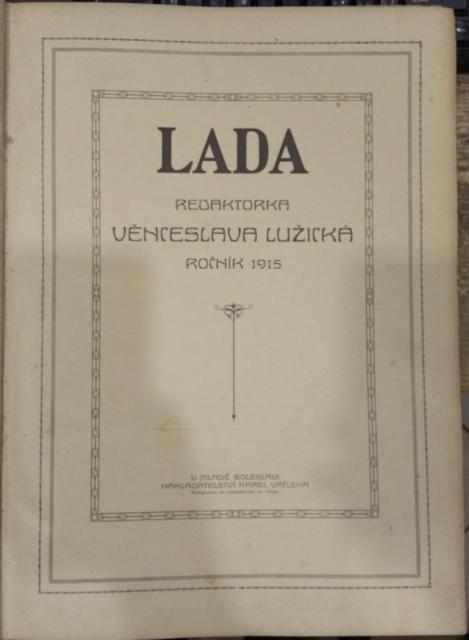 LADA
REDAKTORKA
VĚNCESLAVA LUŽICKÁ
ROČNÍK 1915
V MLADÉ BOLESLAVI
NAKLADATELSTVÍ KAREL VAČLENA